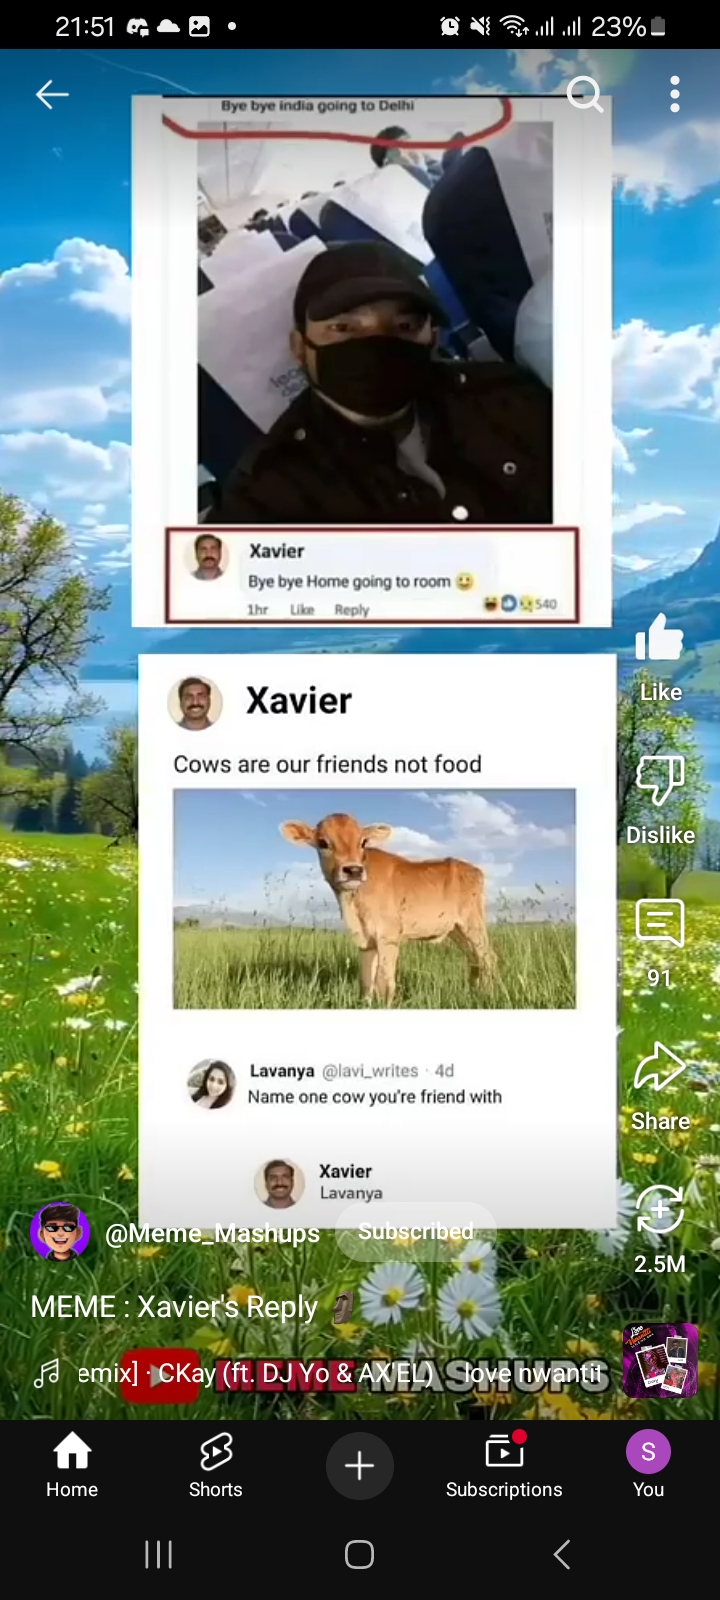 21:51
23%
Bye bye india going to Delhi
Xavier
Bye bye Home going to room 😀
1hr Like Reply
540
Xavier
Cows are our friends not food
Lavanya @lavi_writes · 4d
Name one cow you're friend with
Xavier
Lavanya
Like
Dislike
91
Share
2.5M
@Meme_Mashups
Subscribed
MEME : Xavier's Reply 🗿
emix] · CKay (ft. DJ Yo & AX'EL) love nwantit
MEME MASHUPS
Home
Shorts
Subscriptions
S
You